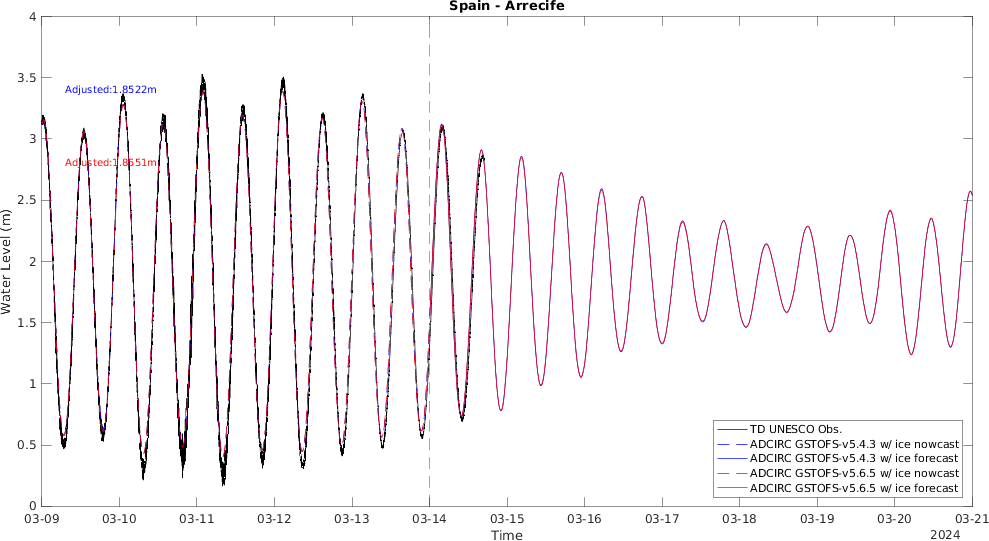 Spain - Arrecife
4
3.5
3
2.5
2
1.5
1
0.5
0
Water Level (m)
Adjusted:1.8522m
Adjusted:1.8651m
TD UNESCO Obs.
ADCIRC GSTOFS-v5.4.3 w/ ice nowcast
ADCIRC GSTOFS-v5.4.3 w/ ice forecast
ADCIRC GSTOFS-v5.6.5 w/ ice nowcast
ADCIRC GSTOFS-v5.6.5 w/ ice forecast
03-09 03-10 03-11 03-12 03-13 03-14 03-15 03-16 03-17 03-18 03-19 03-20 03-21
Time
2024